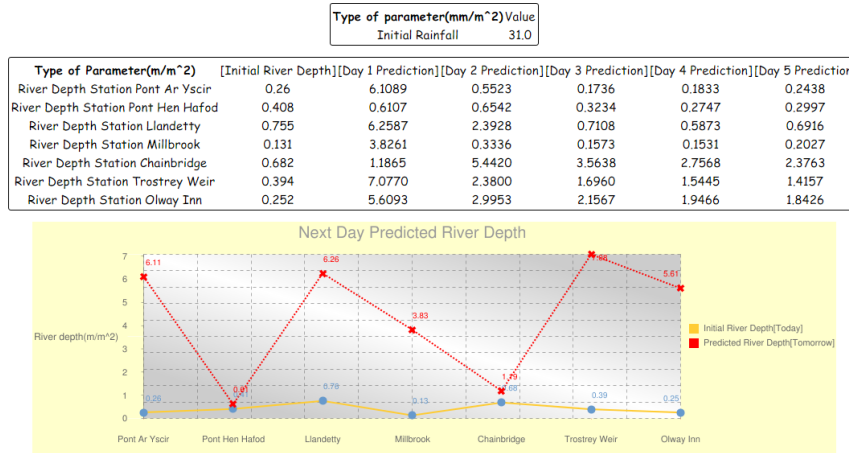 Type of parameter(mm/m^2) Value
Initial Rainfall 31.0
Type of Parameter(m/m^2) [Initial River Depth] [Day 1 Prediction] [Day 2 Prediction] [Day 3 Prediction] [Day 4 Prediction] [Day 5 Prediction
River Depth Station Pont Ar Yscir 0.26 6.1089 0.5523 0.1736 0.1833 0.2438
River Depth Station Pont Hen Hafod 0.408 0.6107 0.6542 0.3234 0.2747 0.2997
River Depth Station Llandetty 0.755 6.2587 2.3928 0.7108 0.5873 0.6916
River Depth Station Millbrook 0.131 3.8261 0.3336 0.1573 0.1531 0.2027
River Depth Station Chainbridge 0.682 1.1865 5.4420 3.5638 2.7568 2.3763
River Depth Station Trostrey Weir 0.394 7.0770 2.3800 1.6960 1.5445 1.4157
River Depth Station Olway Inn 0.252 5.6093 2.9953 2.1567 1.9466 1.8426
Next Day Predicted River Depth
7
6
5
4
3
2
1
0
River depth(m/m^2)
6.11
6.26
3.83
1.19
5.61
0.26
0.13
0.39
0.25
Initial River Depth[Today]
Predicted River Depth[Tomorrow]
Pont Ar Yscir Pont Hen Hafod Llandetty Millbrook Chainbridge Trostrey Weir Olway Inn